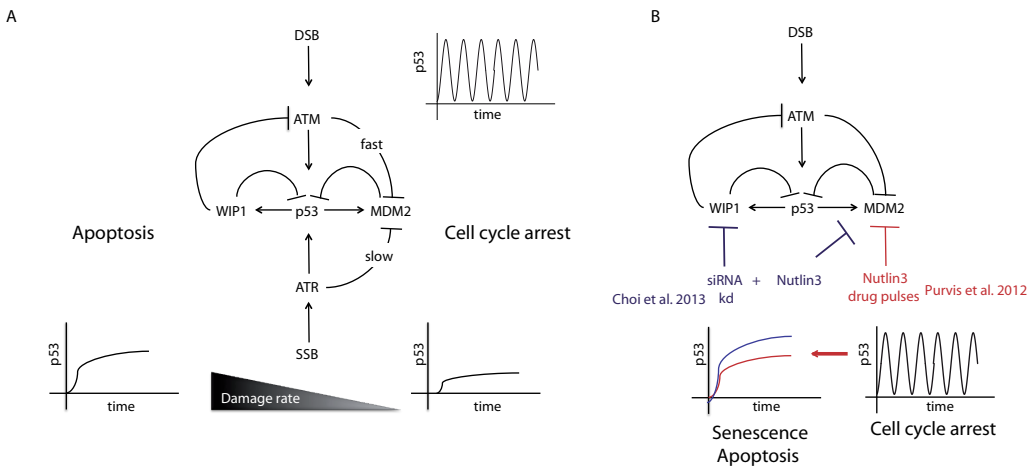 A
DSB
p53
time
ATM
fast
WIP1
p53
MDM2
Apoptosis
Cell cycle arrest
slow
ATR
p53
time
SSB
Damage rate
p53
time
B
DSB
ATM
WIP1
p53
MDM2
siRNA + Nutlin3
kd
Choi et al. 2013
Nutlin3
drug pulses
Purvis et al. 2012
p53
time
p53
time
Senescence
Apoptosis
Cell cycle arrest